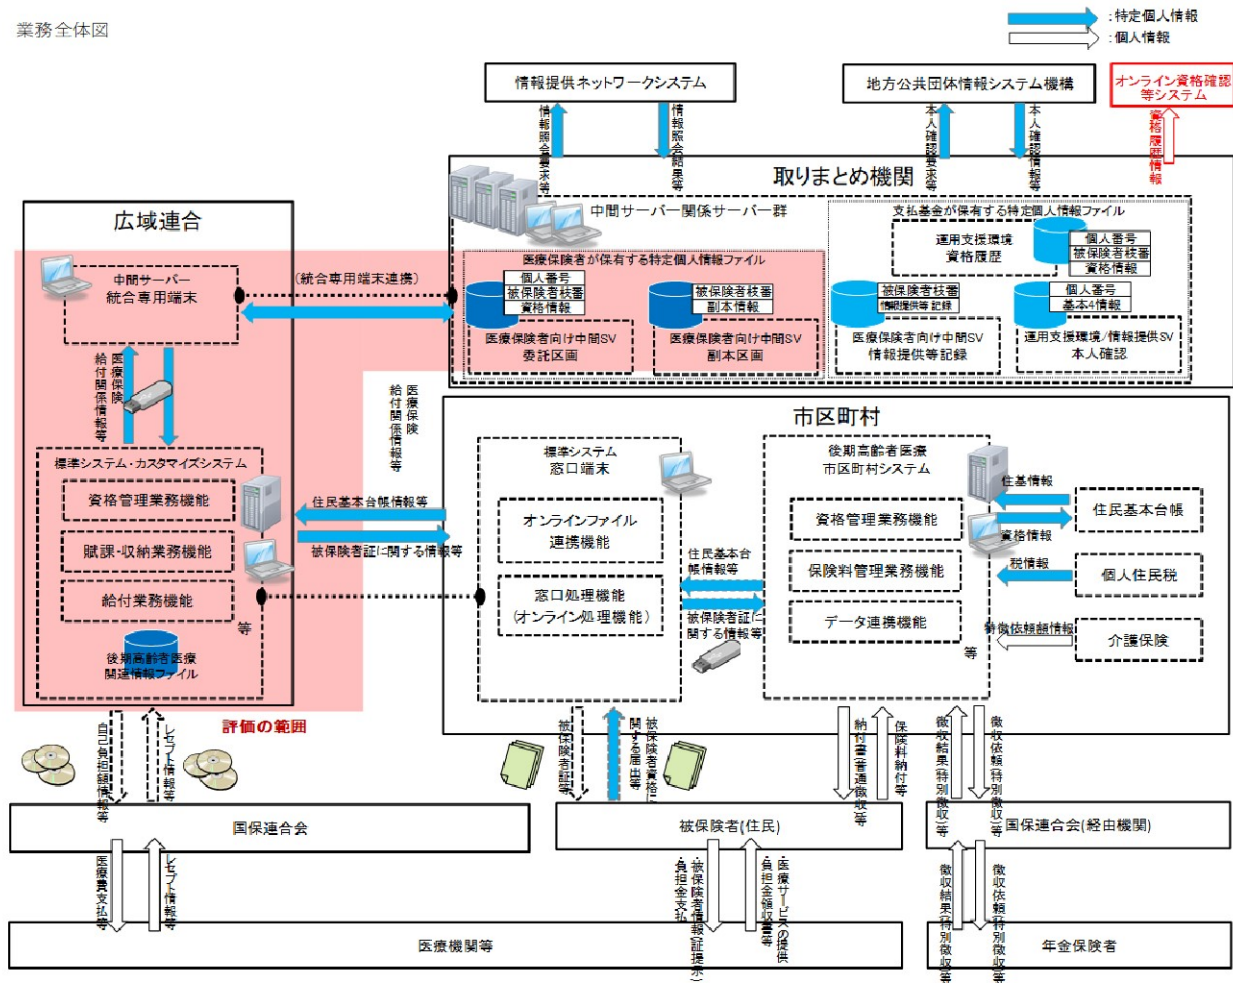 業務全体図
:特定個人情報
:個人情報
情報提供ネットワークシステム
地方公共団体情報システム機構
オンライン資格確認
等システム
情報照会要求等
情報照会結果等
本人確認要求等
本人確認情報等
資格履歴情報
取りまとめ機関
中間サーバー関係サーバー群
支払基金が保有する特定個人情報ファイル
運用支援環境
資格履歴
個人番号
被保険者枝番
資格情報
医療保険者が保有する特定個人情報ファイル
個人番号
被保険者枝番
資格情報
被保険者枝番
副本情報
被保険者枝番
情報提供等記録
個人番号
基本4情報
医療保険者向け中間SV
委託区画
医療保険者向け中間SV
副本区画
医療保険者向け中間SV
情報提供等記録
運用支援環境/情報提供SV
本人確認
広域連合
中間サーバー
統合専用端末
(統合専用端末連携)
医療保険
給付関係情報等
医療保険
給付関係情報等
標準システム・カスタマイズシステム
資格管理業務機能
賦課・収納業務機能
給付業務機能
等
後期高齢者医療
関連情報ファイル
評価の範囲
住民基本台帳情報等
被保険者証に関する情報等
市区町村
標準システム
窓口端末
オンラインファイル
連携機能
窓口処理機能
(オンライン処理機能)
住民基本台
帳情報等
被保険者証に
関する情報等
後期高齢者医療
市区町村システム
資格管理業務機能
保険料管理業務機能
データ連携機能
等
住基情報
資格情報
税情報
特徴依頼額情報
住民基本台帳
個人住民税
介護保険
自己負担額情報等
レセプト情報等
被保険者証等
被保険者資格に
関する届出等
納付書(普通徴収)等
保険料納付等
徴収結果(特別徴収)等
徴収依頼(特別徴収)等
国保連合会
被保険者(住民)
国保連合会(経由機関)
医療費支払等
レセプト情報等
・被保険者情報(証提示)
・負担金支払
・医療サービスの提供
・負担金領収書等
徴収結果(特別徴収)等
徴収依頼(特別徴収)等
医療機関等
年金保険者